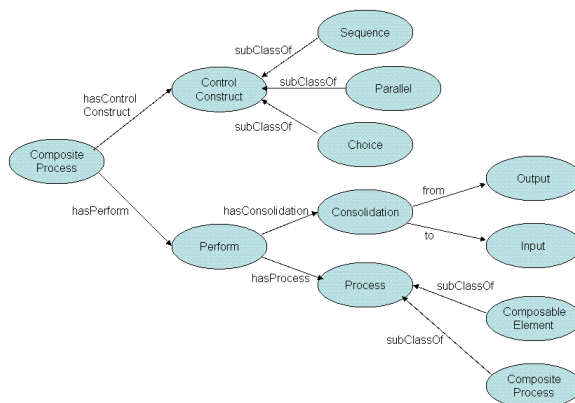 Sequence
subClassOf
hasControl
Construct
Control
Construct
subClassOf
Parallel
subClassOf
Choice
Composite
Process
hasPerform
Perform
hasConsolidation
Consolidation
from
Output
to
Input
hasProcess
Process
subClassOf
Composable
Element
subClassOf
Composite
Process